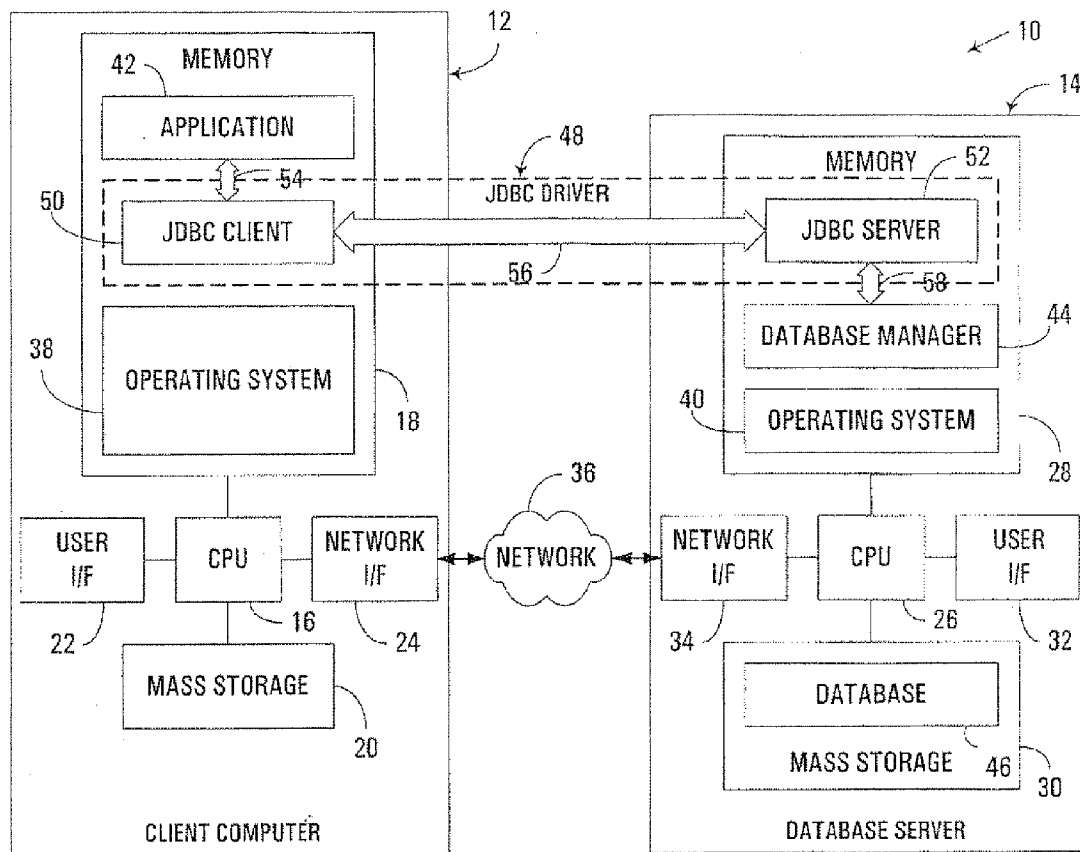 12
10
MEMORY
42
APPLICATION
14
48
54
JDBC DRIVER
MEMORY
52
50
JDBC CLIENT
JDBC SERVER
56
58
DATABASE MANAGER
44
38
OPERATING SYSTEM
18
40
OPERATING SYSTEM
28
36
USER
I/F
CPU
NETWORK
I/F
NETWORK
NETWORK
I/F
CPU
USER
I/F
22
16
24
34
26
32
MASS STORAGE
20
DATABASE
MASS STORAGE
46
30
CLIENT COMPUTER
DATABASE SERVER